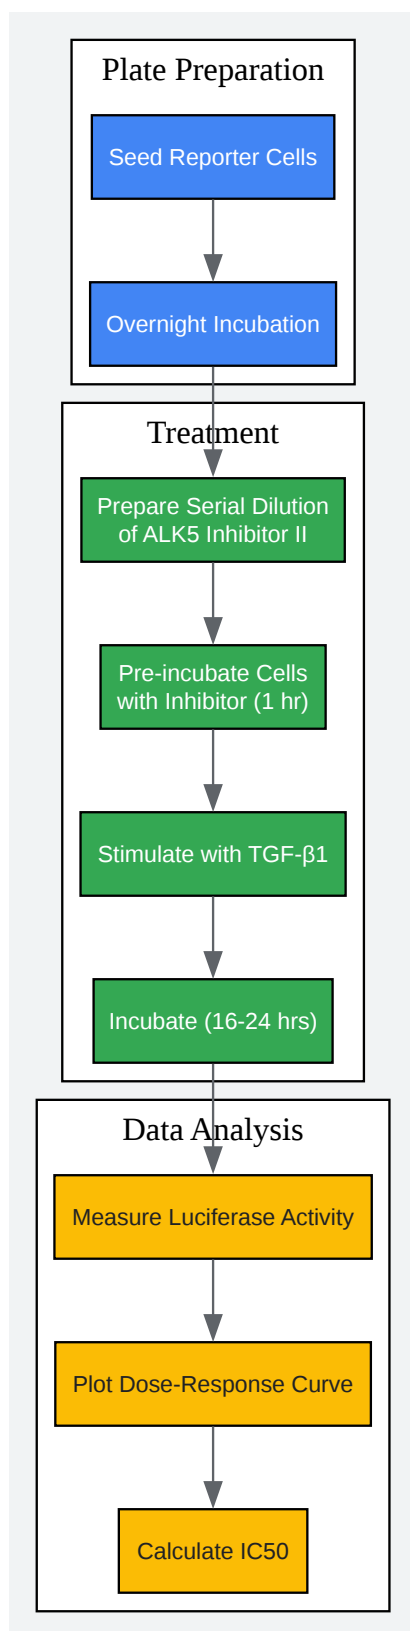 Plate Preparation
Seed Reporter Cells
Overnight Incubation
Treatment
Prepare Serial Dilution
of ALK5 Inhibitor II
Pre-incubate Cells
with Inhibitor (1 hr)
Stimulate with TGF-β1
Incubate (16-24 hrs)
Data Analysis
Measure Luciferase Activity
Plot Dose-Response Curve
Calculate IC50